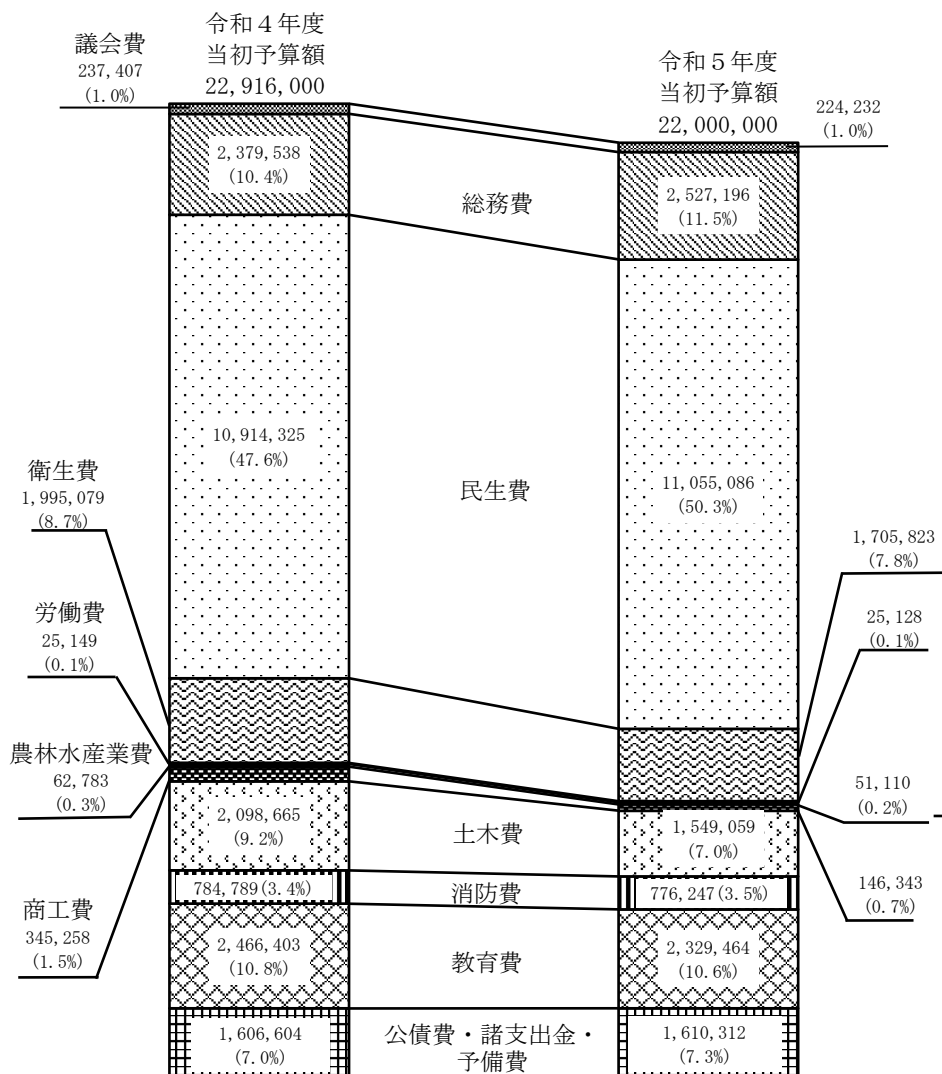 令和４年度
当初予算額
22,916,000
令和５年度
当初予算額
22,000,000
議会費
237,407
(1.0%)
224,232
(1.0%)
2,379,538
(10.4%)
総務費
2,527,196
(11.5%)
10,914,325
(47.6%)
民生費
11,055,086
(50.3%)
衛生費
1,995,079
(8.7%)
1,705,823
(7.8%)
労働費
25,149
(0.1%)
25,128
(0.1%)
農林水産業費
62,783
(0.3%)
51,110
(0.2%)
商工費
345,258
(1.5%)
146,343
(0.7%)
2,098,665
(9.2%)
土木費
1,549,059
(7.0%)
784,789(3.4%)
消防費
776,247(3.5%)
2,466,403
(10.8%)
教育費
2,329,464
(10.6%)
1,606,604
(7.0%)
公債費・諸支出金・
予備費
1,610,312
(7.3%)